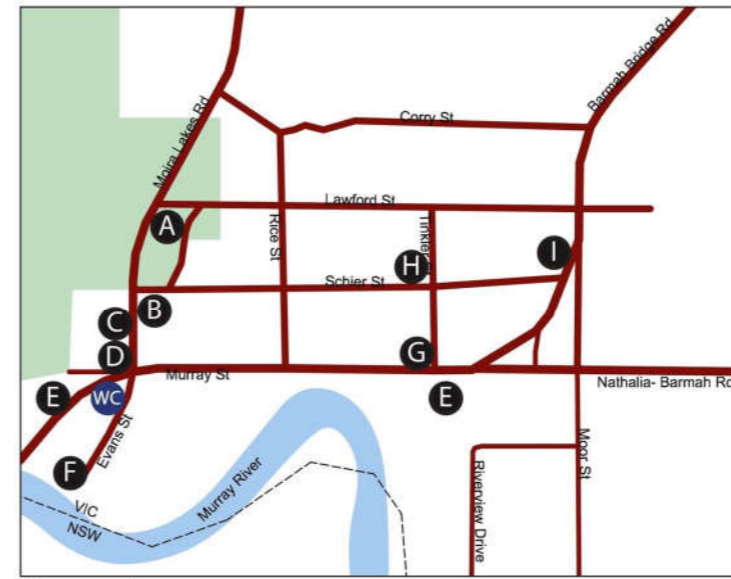 Barmah Bridge Rd
Corry St
Moira Lakes Rd
Lawford St
A
Rice St
Tinkler
I
H
Schier St
B
C
D
G
Murray St
Nathalia- Barmah Rd
E
WC
E
Evans St
Moor St
F
Riverview Drive
Murray River
VIC
NSW